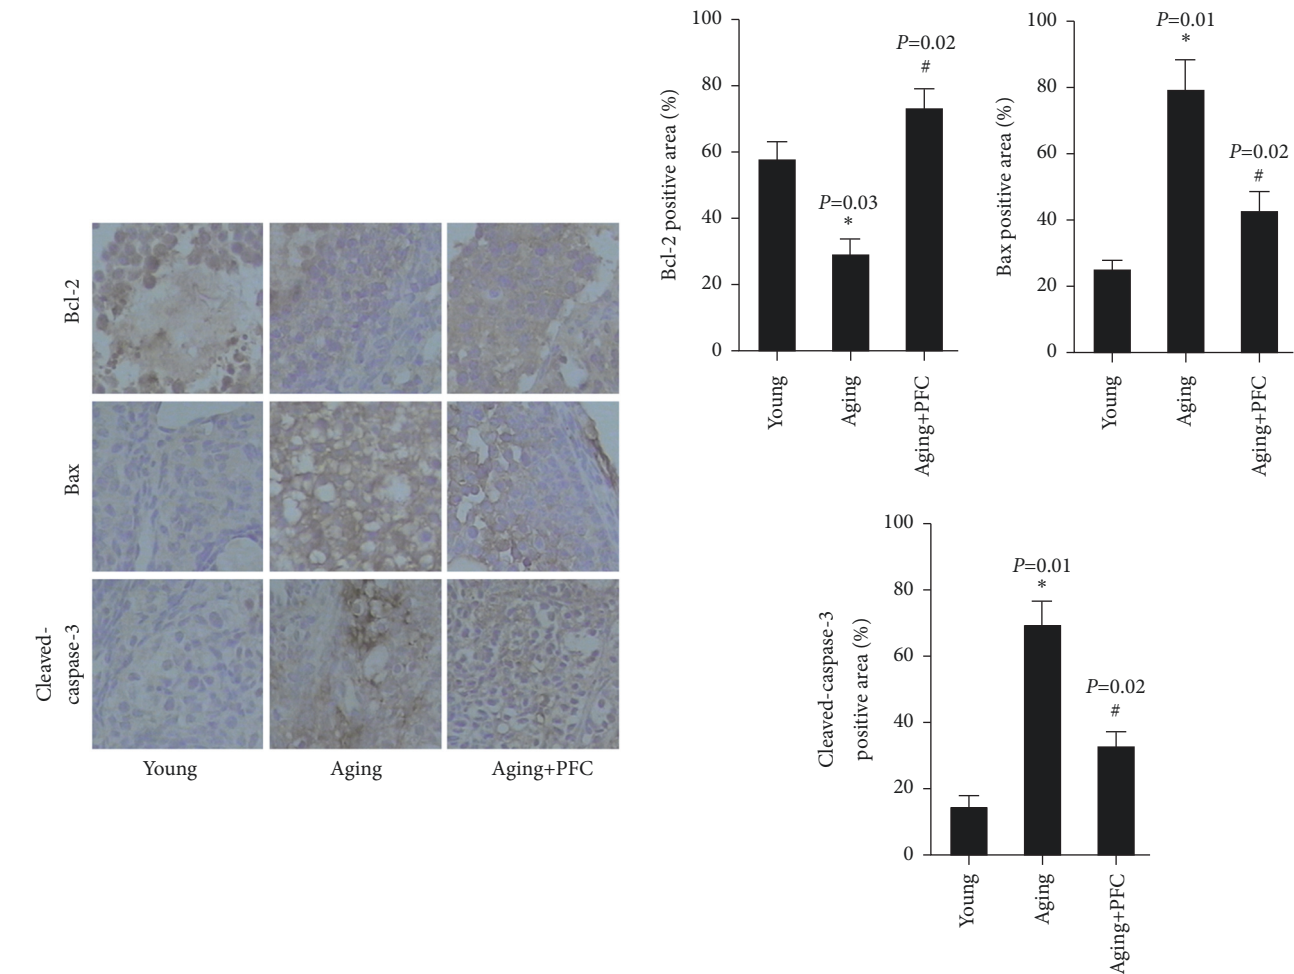 Bcl-2
Bax
Cleaved-
caspase-3
Young
Aging
Aging+PFC
Bcl-2 positive area (%)
100
80
60
40
20
0
P=0.03
*
P=0.02
#
Young
Aging
Aging+PFC
Bax positive area (%)
100
80
60
40
20
0
P=0.01
*
P=0.02
#
Young
Aging
Aging+PFC
Cleaved-caspase-3
positive area (%)
100
80
60
40
20
0
P=0.01
*
P=0.02
#
Young
Aging
Aging+PFC